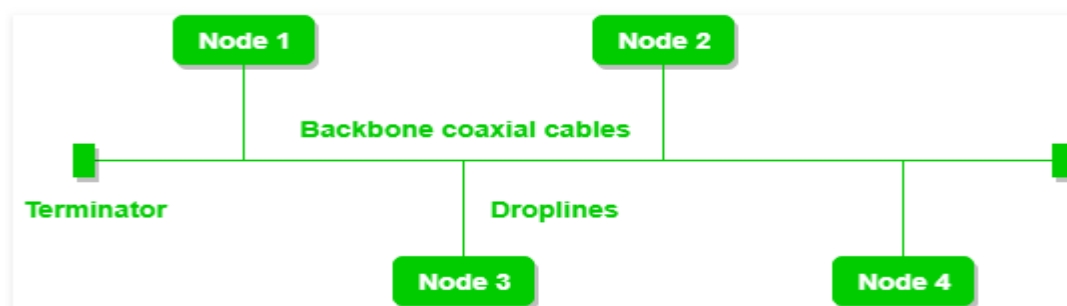 Node 1
Node 2
Backbone coaxial cables
Terminator
Droplines
Node 3
Node 4